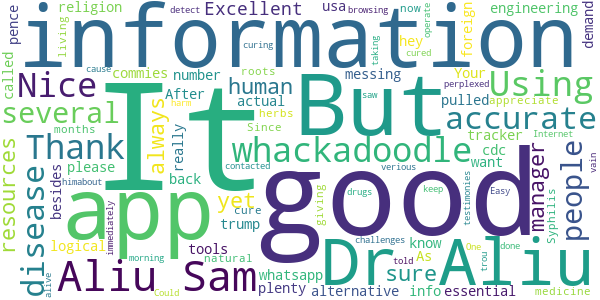 pence
religion
detect
Excellent
usa
browsing
now
operate
engineering
foreign
demand
living
called
commies
number
curing
information
hey
taking
cured
Your
Nice
cause
After
messing
roots
Using
several
human
actual
It
But
saw
perplexed
appreciate
resources
Thank
always
really
Since
herbs
pulled
accurate
months
whackadoodle
tracker
Internet
disease
please
besides
himabout
contacted
drugs
verious
keep
want
cdc
Easy
manager
people
app
yet
back
giving
good
testimonies
Syphilis
vain
immediately
logical
tools
cure
trump
Dr
Aliu
As
told
know
challenges
One
done
alive
Aliu Sam
natural
whatsapp
sure
trou
morning
harm
Could
plenty
alternative
info
essential
medicine